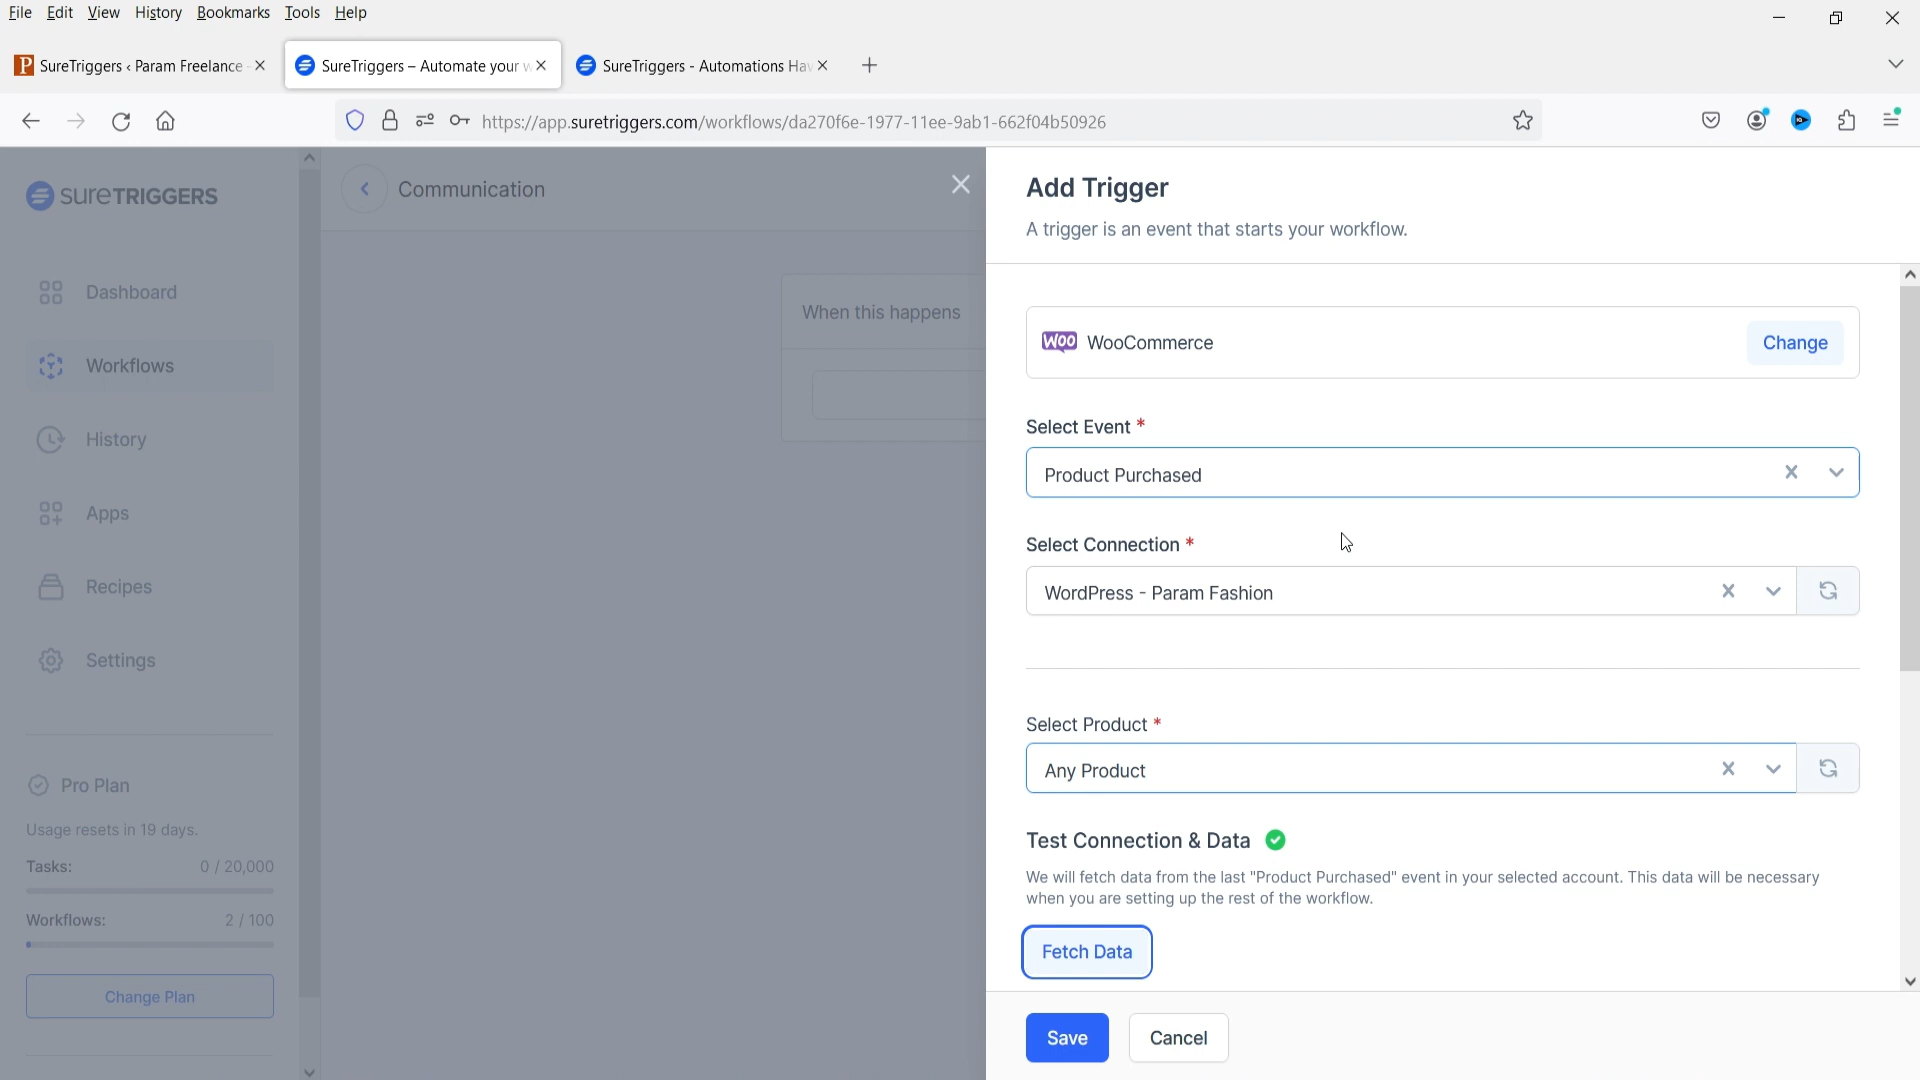 File Edit View History Bookmarks Tools Help
SureTriggers ‹ Param Freelance
SureTriggers – Automate your w
SureTriggers - Automations Hav
https://app.suretriggers.com/workflows/da270f6e-1977-11ee-9ab1-662f04b50926
SURETRIGGERS
Dashboard
Workflows
History
Apps
Recipes
Settings
Pro Plan
Usage resets in 19 days.
Tasks: 0 / 20,000
Workflows: 2 / 100
Change Plan
Communication
When this happens
Add Trigger
A trigger is an event that starts your workflow.
Woo WooCommerce Change
Select Event *
Product Purchased
Select Connection *
WordPress - Param Fashion
Select Product *
Any Product
Test Connection & Data
We will fetch data from the last "Product Purchased" event in your selected account. This data will be necessary
when you are setting up the rest of the workflow.
Fetch Data
Save Cancel